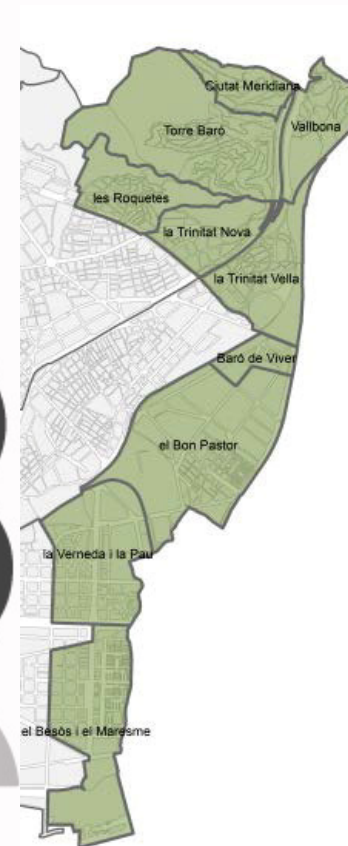 Ciutat Meridiana
Torre Baró
Vallbona
les Roquetes
la Trinitat Nova
la Trinitat Vella
Baró de Viver
el Bon Pastor
la Verneda i la Pau
el Besòs i el Maresme